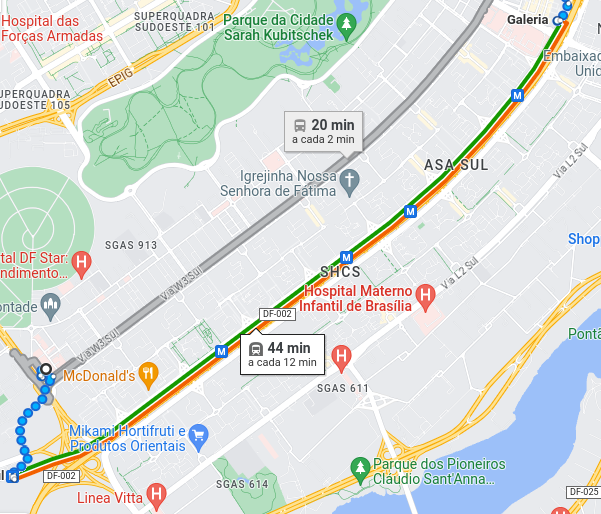 Hospital das
Forças Armadas
SUPERQUADRA
SUDOESTE 101
Parque da Cidade
Sarah Kubitschek
Galeria
EPIG
SUPERQUADRA
SUDOESTE 105
Embaixad
Unid
M
20 min
a cada 2 min
ASA SUL
Via L2 Sul
Igrejinha Nossa
Senhora de Fátima
M
SGAS 913
Shop
tal DF Star:
ndimento...
H
M
SHCS
Via W3 Sul
Via L2 Sul
Hospital Materno
Infantil de Brasília
H
ontade
DF-002
Via W3 Sul
Pontã
M
44 min
a cada 12 min
H
McDonald's
SGAS 611
Mikami Hortifruti e
Produtos Orientais
DF-002
SGAS 614
Parque dos Pioneiros
Cláudio Sant'Anna...
Linea Vitta
H
DF-025